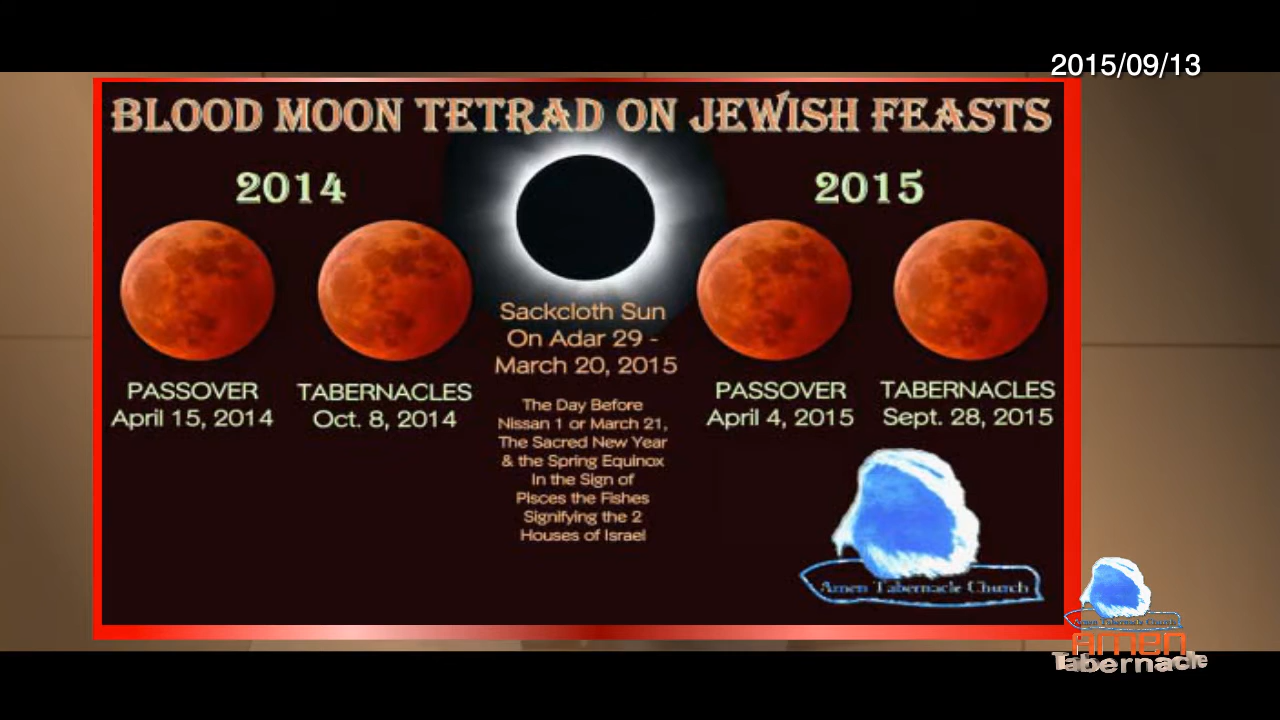 2015/09/13
BLOOD MOON TETRAD ON JEWISH FEASTS
2014
2015
PASSOVER
April 15, 2014
TABERNACLES
Oct. 8, 2014
Sackcloth Sun
On Adar 29 -
March 20, 2015
The Day Before
Nissan 1 or March 21,
The Sacred New Year
& the Spring Equinox
In the Sign of
Pisces the Fishes
Signifying the 2
Houses of Israel
PASSOVER
April 4, 2015
TABERNACLES
Sept. 28, 2015
Amen Tabernacle Church
Amen Tabernacle Church
Amen
Tabernacle